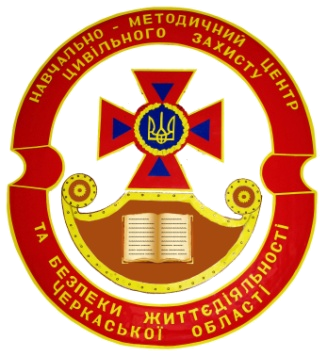 НАВЧАЛЬНО - МЕТОДИЧНИЙ ЦЕНТР
ЦИВІЛЬНОГО ЗАХИСТУ
ТА БЕЗПЕКИ ЖИТТЄДІЯЛЬНОСТІ
ЧЕРКАСЬКОЇ ОБЛАСТІ